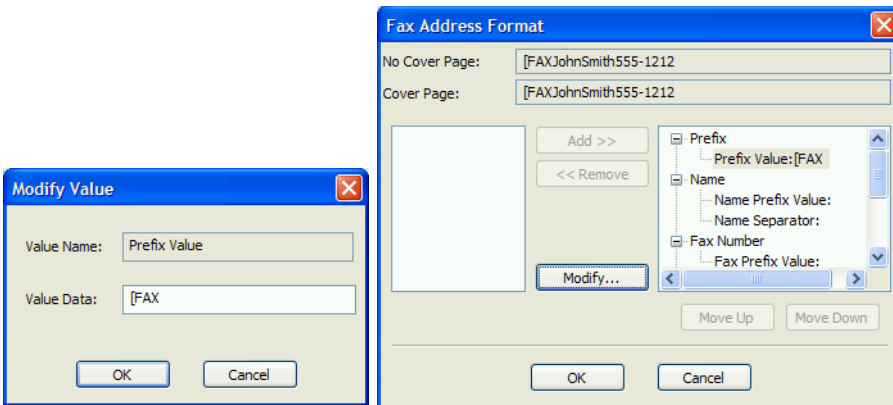 Modify Value
Value Name: Prefix Value
Value Data: [FAX
OK Cancel
Fax Address Format
No Cover Page: [FAXJohnSmith555-1212
Cover Page: [FAXJohnSmith555-1212
Add >>
<< Remove
Modify...
Prefix
Prefix Value:[FAX
Name
Name Prefix Value:
Name Separator:
Fax Number
Fax Prefix Value:
Move Up Move Down
OK Cancel